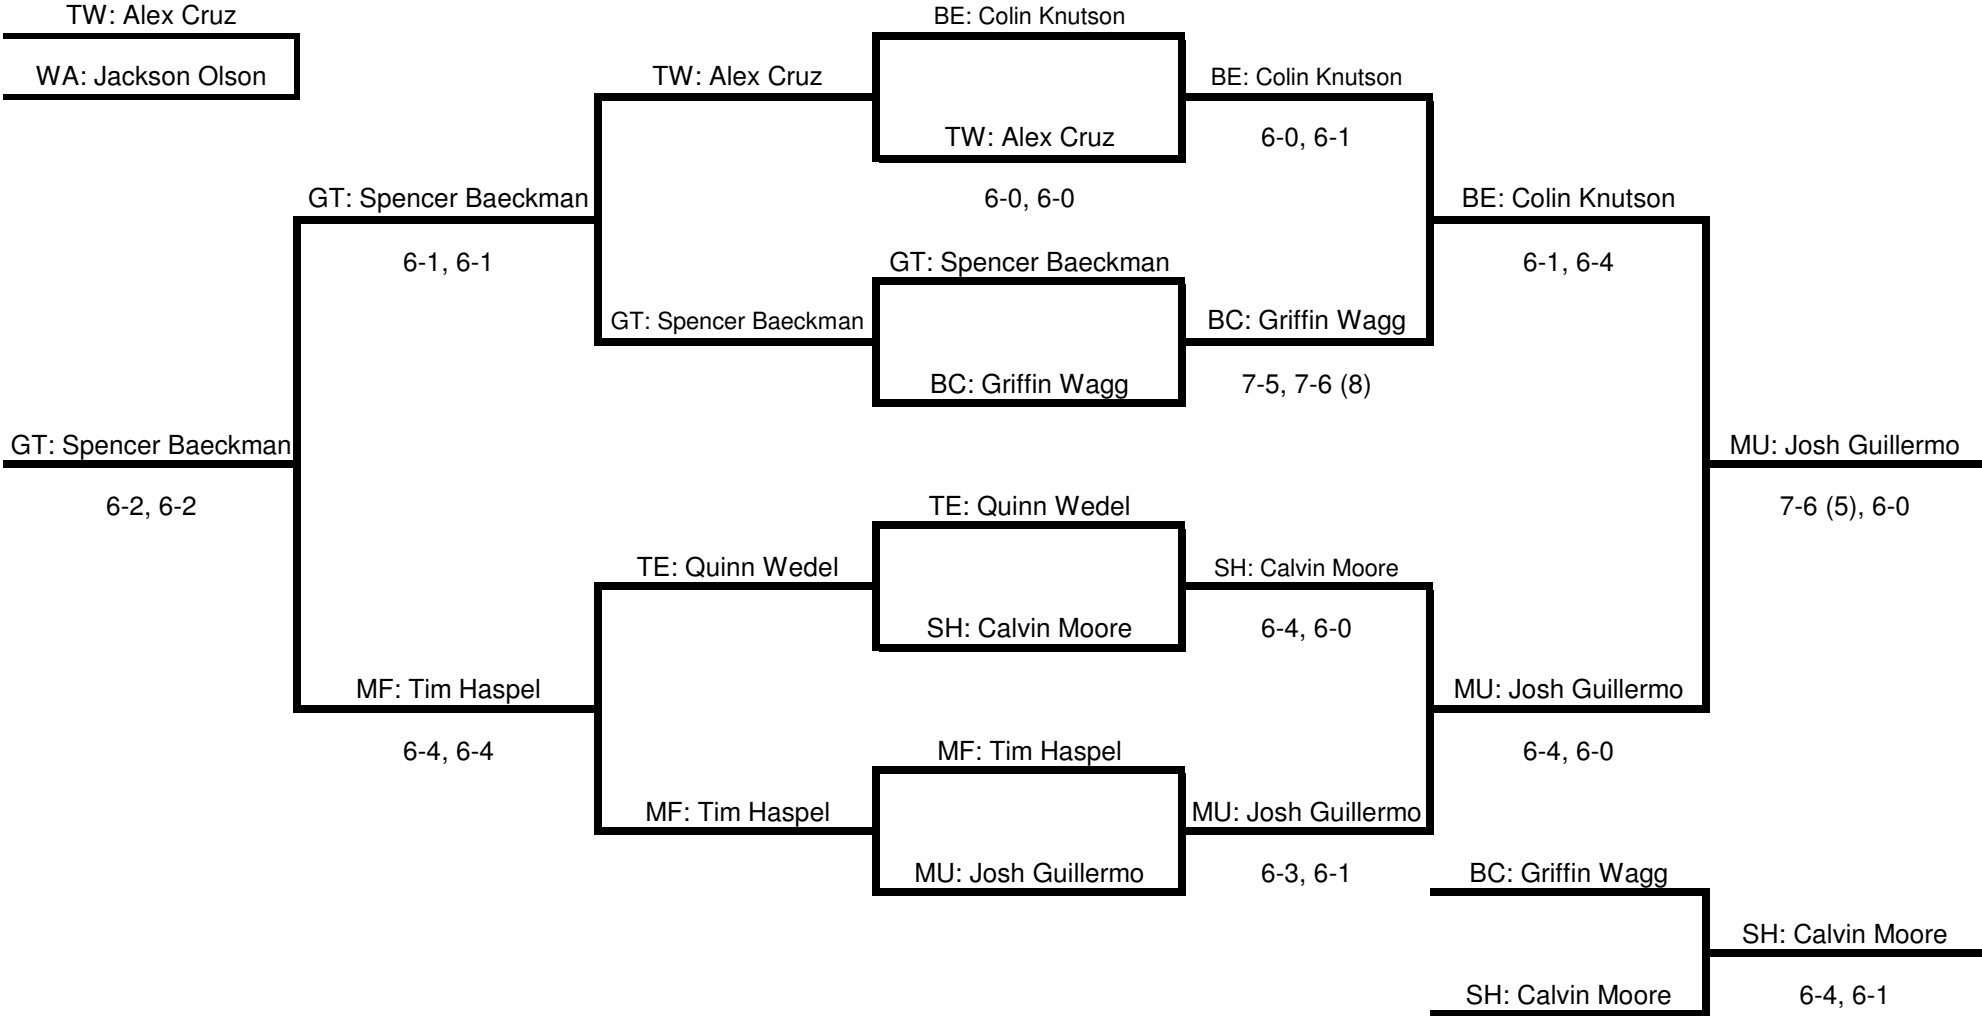 TW: Alex Cruz
BE: Colin Knutson
WA: Jackson Olson
TW: Alex Cruz
BE: Colin Knutson
TW: Alex Cruz
6-0, 6-1
GT: Spencer Baeckman
6-0, 6-0
BE: Colin Knutson
6-1, 6-1
GT: Spencer Baeckman
6-1, 6-4
GT: Spencer Baeckman
BC: Griffin Wagg
BC: Griffin Wagg
7-5, 7-6 (8)
GT: Spencer Baeckman
MU: Josh Guillermo
6-2, 6-2
TE: Quinn Wedel
7-6 (5), 6-0
TE: Quinn Wedel
SH: Calvin Moore
SH: Calvin Moore
6-4, 6-0
MF: Tim Haspel
MU: Josh Guillermo
6-4, 6-4
MF: Tim Haspel
6-4, 6-0
MF: Tim Haspel
MU: Josh Guillermo
MU: Josh Guillermo
6-3, 6-1
BC: Griffin Wagg
SH: Calvin Moore
SH: Calvin Moore
6-4, 6-1